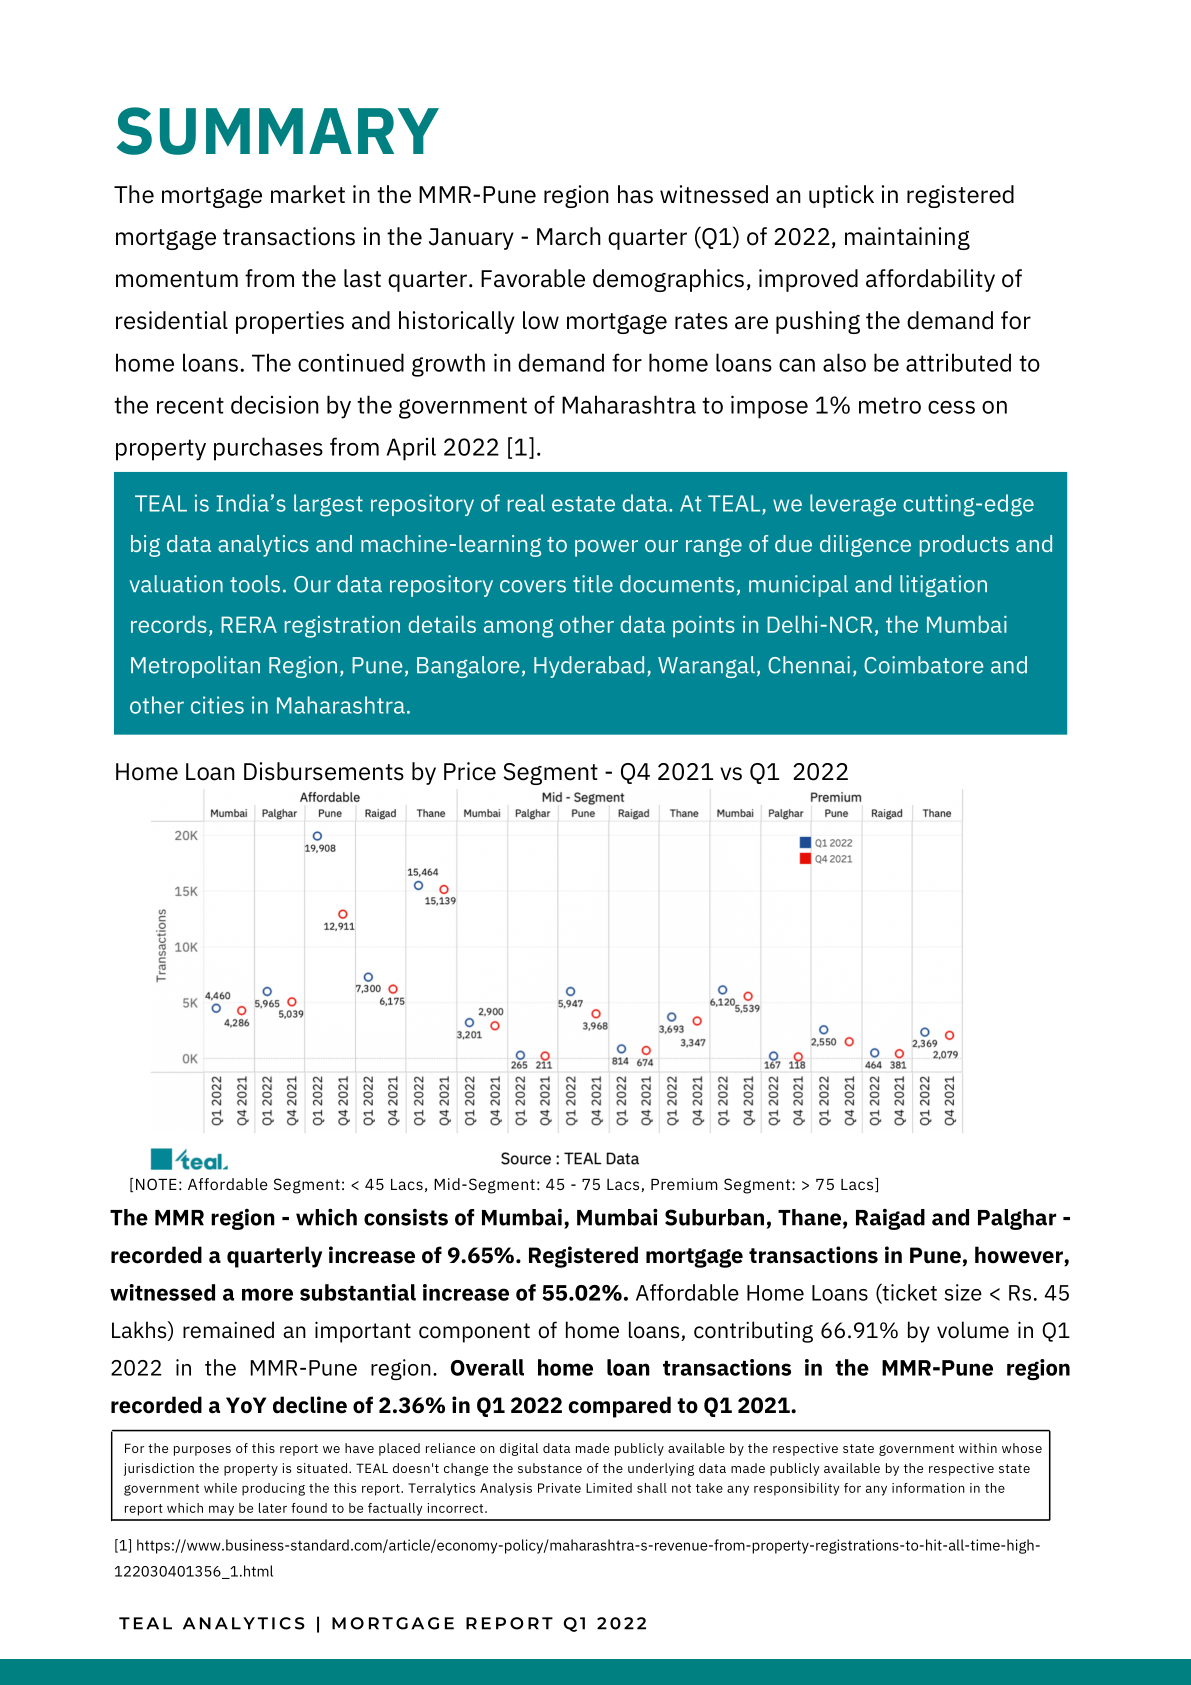 SUMMARY
The mortgage market in the MMR-Pune region has witnessed an uptick in registered
mortgage transactions in the January - March quarter (Q1) of 2022, maintaining
momentum from the last quarter. Favorable demographics, improved affordability of
residential properties and historically low mortgage rates are pushing the demand for
home loans. The continued growth in demand for home loans can also be attributed to
the recent decision by the government of Maharashtra to impose 1% metro cess on
property purchases from April 2022 [1].
TEAL is India’s largest repository of real estate data. At TEAL, we leverage cutting-edge
big data analytics and machine-learning to power our range of due diligence products and
valuation tools. Our data repository covers title documents, municipal and litigation
records, RERA registration details among other data points in Delhi-NCR, the Mumbai
Metropolitan Region, Pune, Bangalore, Hyderabad, Warangal, Chennai, Coimbatore and
other cities in Maharashtra.
Home Loan Disbursements by Price Segment - Q4 2021 vs Q1 2022
Affordable Mid - Segment Premium
Mumbai Palghar Pune Raigad Thane Mumbai Palghar Pune Raigad Thane Mumbai Palghar Pune Raigad Thane
20K
15K
10K
5K
0K
Transactions
Q1 2022
Q4 2021
4,460
4,286
5,965
5,039
19,908
12,911
7,300
6,175
15,464
15,139
3,201
2,900
265
211
5,947
3,968
814
674
3,693
3,347
6,120
5,539
167
118
2,550
464
381
2,369
2,079
Q1 2022 Q4 2021 Q1 2022 Q4 2021 Q1 2022 Q4 2021 Q1 2022 Q4 2021 Q1 2022 Q4 2021 Q1 2022 Q4 2021 Q1 2022 Q4 2021 Q1 2022 Q4 2021 Q1 2022 Q4 2021 Q1 2022 Q4 2021 Q1 2022 Q4 2021 Q1 2022 Q4 2021 Q1 2022 Q4 2021 Q1 2022 Q4 2021 Q1 2022 Q4 2021
teal.
Source : TEAL Data
[NOTE: Affordable Segment: < 45 Lacs, Mid-Segment: 45 - 75 Lacs, Premium Segment: > 75 Lacs]
The MMR region - which consists of Mumbai, Mumbai Suburban, Thane, Raigad and Palghar -
recorded a quarterly increase of 9.65%. Registered mortgage transactions in Pune, however,
witnessed a more substantial increase of 55.02%. Affordable Home Loans (ticket size < Rs. 45
Lakhs) remained an important component of home loans, contributing 66.91% by volume in Q1
2022 in the MMR-Pune region. Overall home loan transactions in the MMR-Pune region
recorded a YoY decline of 2.36% in Q1 2022 compared to Q1 2021.
For the purposes of this report we have placed reliance on digital data made publicly available by the respective state government within whose
jurisdiction the property is situated. TEAL doesn't change the substance of the underlying data made publicly available by the respective state
government while producing the this report. Terralytics Analysis Private Limited shall not take any responsibility for any information in the
report which may be later found to be factually incorrect.
[1] https://www.business-standard.com/article/economy-policy/maharashtra-s-revenue-from-property-registrations-to-hit-all-time-high-
122030401356_1.html
TEAL ANALYTICS | MORTGAGE REPORT Q1 2022